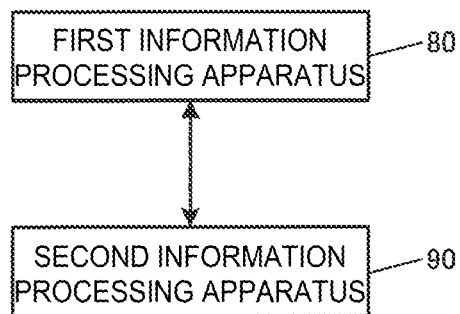 FIRST INFORMATION
PROCESSING APPARATUS
80
SECOND INFORMATION
PROCESSING APPARATUS
90